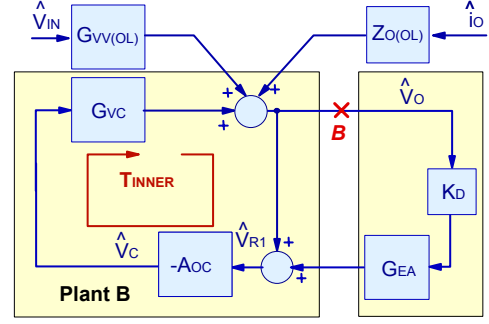 V̂IN
GVV(OL)
ZO(OL)
îO
+
+
+
GVC
B
V̂O
TINNER
KD
V̂C
-AOC
V̂R1
+
+
GEA
Plant B